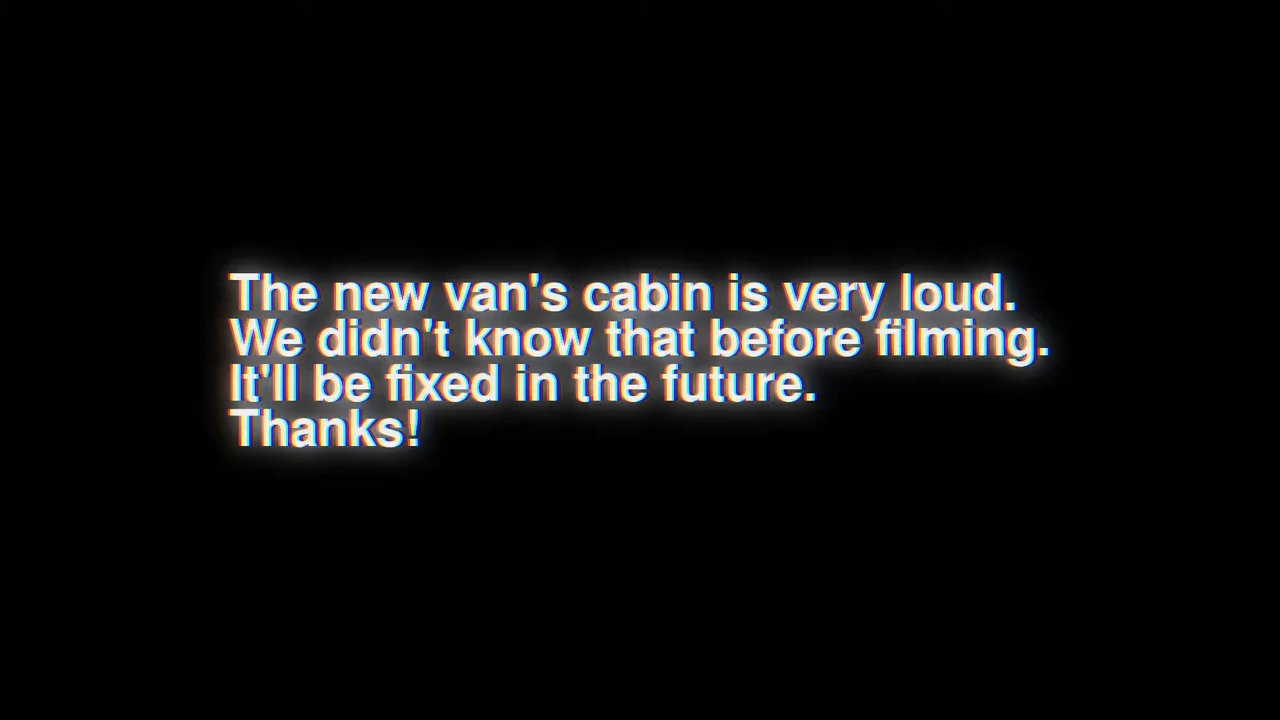 The new van's cabin is very loud.
We didn't know that before filming.
It'll be fixed in the future.
Thanks!